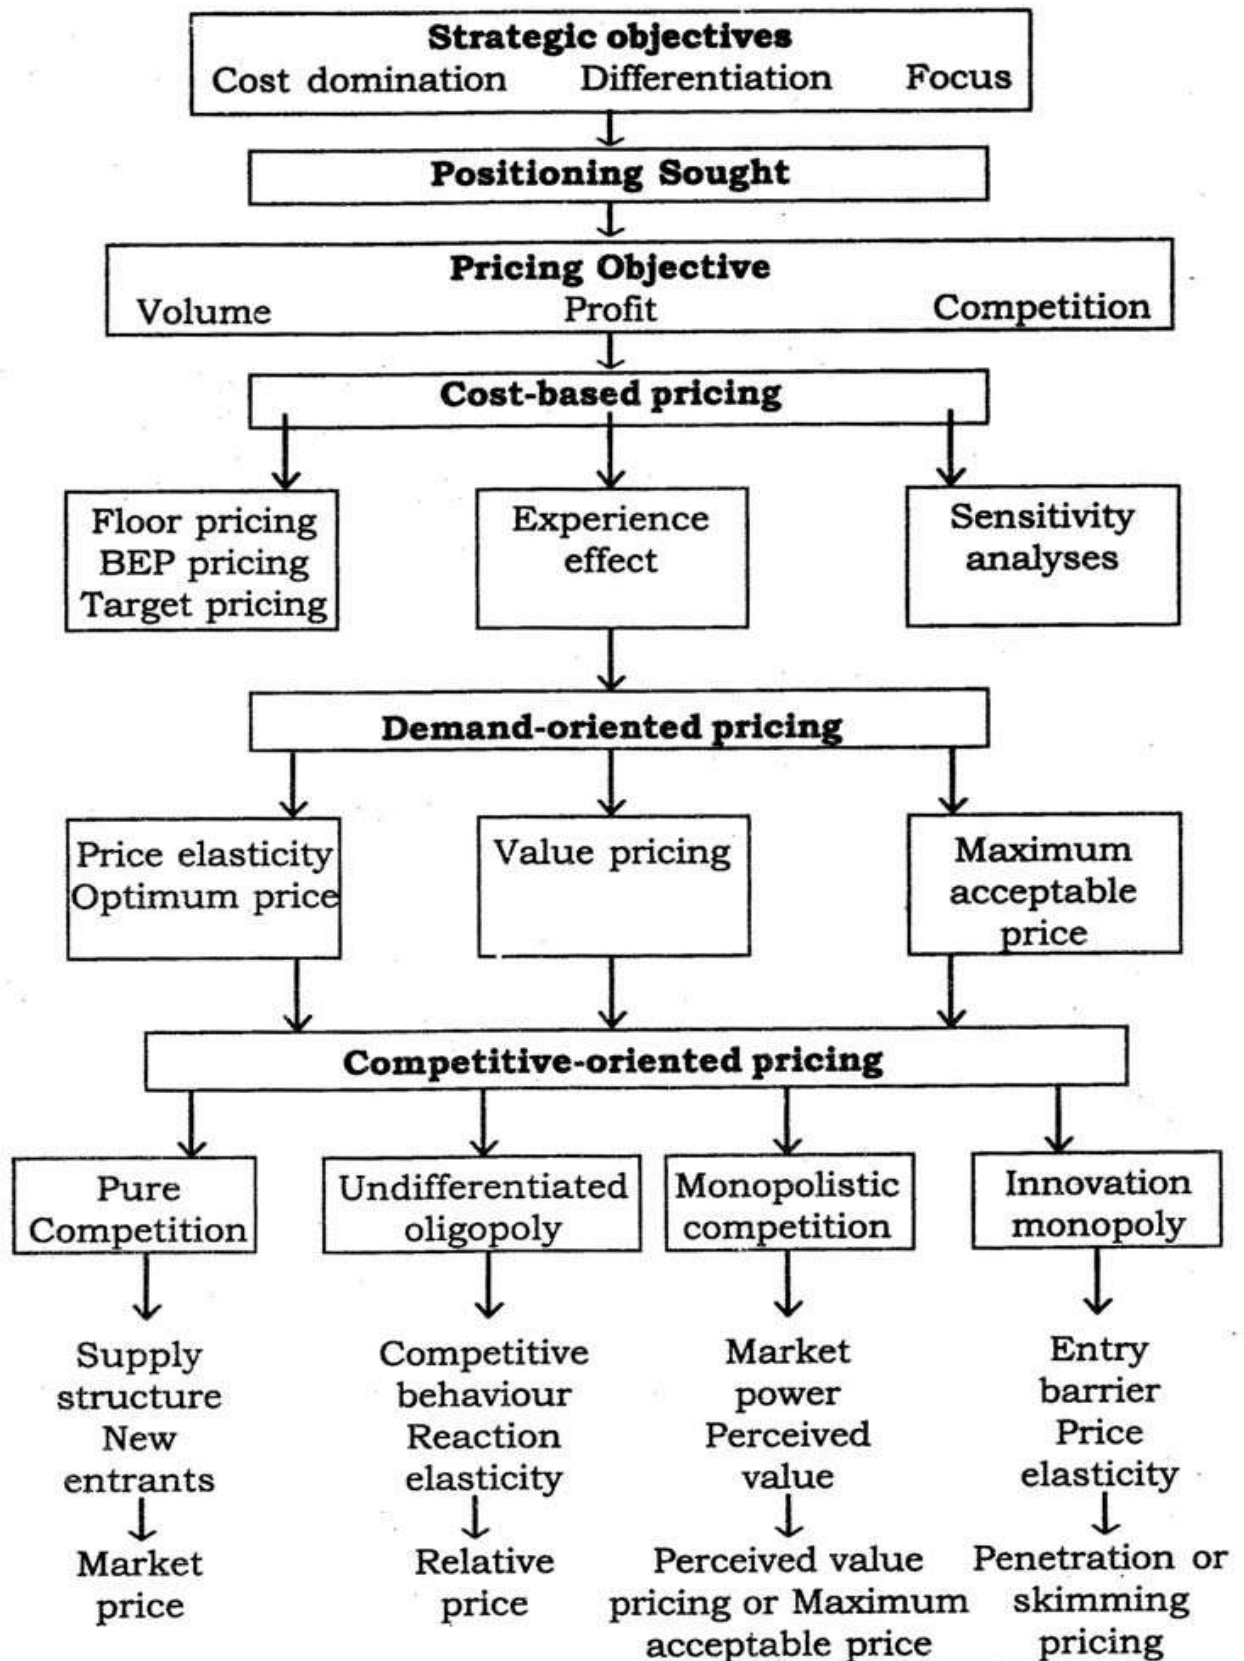 Strategic objectives
Cost domination Differentiation Focus
Positioning Sought
Pricing Objective
Volume Profit Competition
Cost-based pricing
Floor pricing
BEP pricing
Target pricing
Experience
effect
Sensitivity
analyses
Demand-oriented pricing
Price elasticity
Optimum price
Value pricing
Maximum
acceptable
price
Competitive-oriented pricing
Pure
Competition
Undifferentiated
oligopoly
Monopolistic
competition
Innovation
monopoly
Supply
structure
New
entrants
Competitive
behaviour
Reaction
elasticity
Market
power
Perceived
value
Entry
barrier
Price
elasticity
Market
price
Relative
price
Perceived value
pricing or Maximum
acceptable price
Penetration or
skimming
pricing